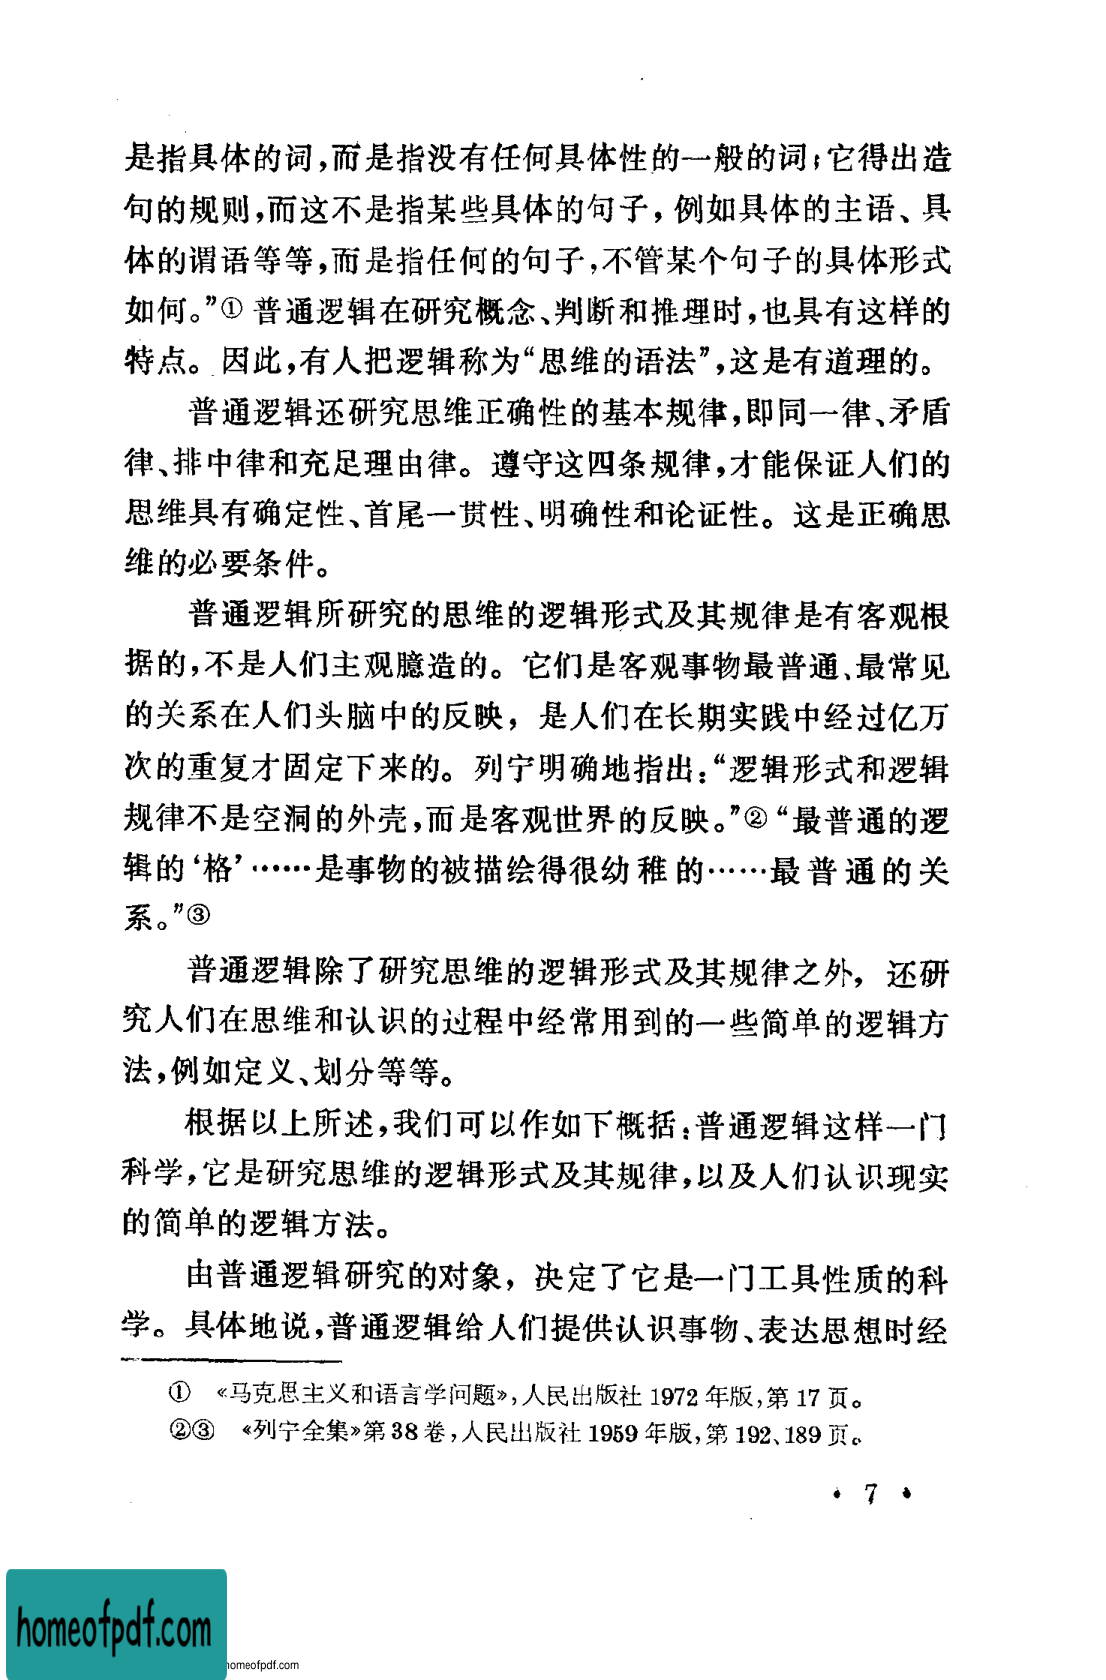 是指具体的词,而是指没有任何具体性的一般的词;它得出造
句的规则,而这不是指某些具体的句子,例如具体的主语、具
体的谓语等等,而是指任何的句子,不管某个句子的具体形式
如何。”① 普通逻辑在研究概念、判断和推理时,也具有这样的
特点。因此,有人把逻辑称为“思维的语法”,这是有道理的。
普通逻辑还研究思维正确性的基本规律,即同一律、矛盾
律、排中律和充足理由律。遵守这四条规律,才能保证人们的
思维具有确定性、首尾一贯性、明确性和论证性。这是正确思
维的必要条件。
普通逻辑所研究的思维的逻辑形式及其规律是有客观根
据的,不是人们主观臆造的。它们是客观事物最普通、最常见
的关系在人们头脑中的反映,是人们在长期实践中经过亿万
次的重复才固定下来的。列宁明确地指出:“逻辑形式和逻辑
规律不是空洞的外壳,而是客观世界的反映。”②“最普通的逻
辑的‘格’……是事物的被描绘得很幼稚的……最普通的关
系。”③
普通逻辑除了研究思维的逻辑形式及其规律之外,还研
究人们在思维和认识的过程中经常用到的一些简单的逻辑方
法,例如定义、划分等等。
根据以上所述,我们可以作如下概括:普通逻辑这样一门
科学,它是研究思维的逻辑形式及其规律,以及人们认识现实
的简单的逻辑方法。
由普通逻辑研究的对象,决定了它是一门工具性质的科
学。具体地说,普通逻辑给人们提供认识事物、表达思想时经
① 《马克思主义和语言学问题》,人民出版社 1972 年版,第 17 页。
②③ 《列宁全集》第 38 卷,人民出版社 1959 年版,第 192、189 页。
• 7 •
homeofpdf.com
homeofpdf.com